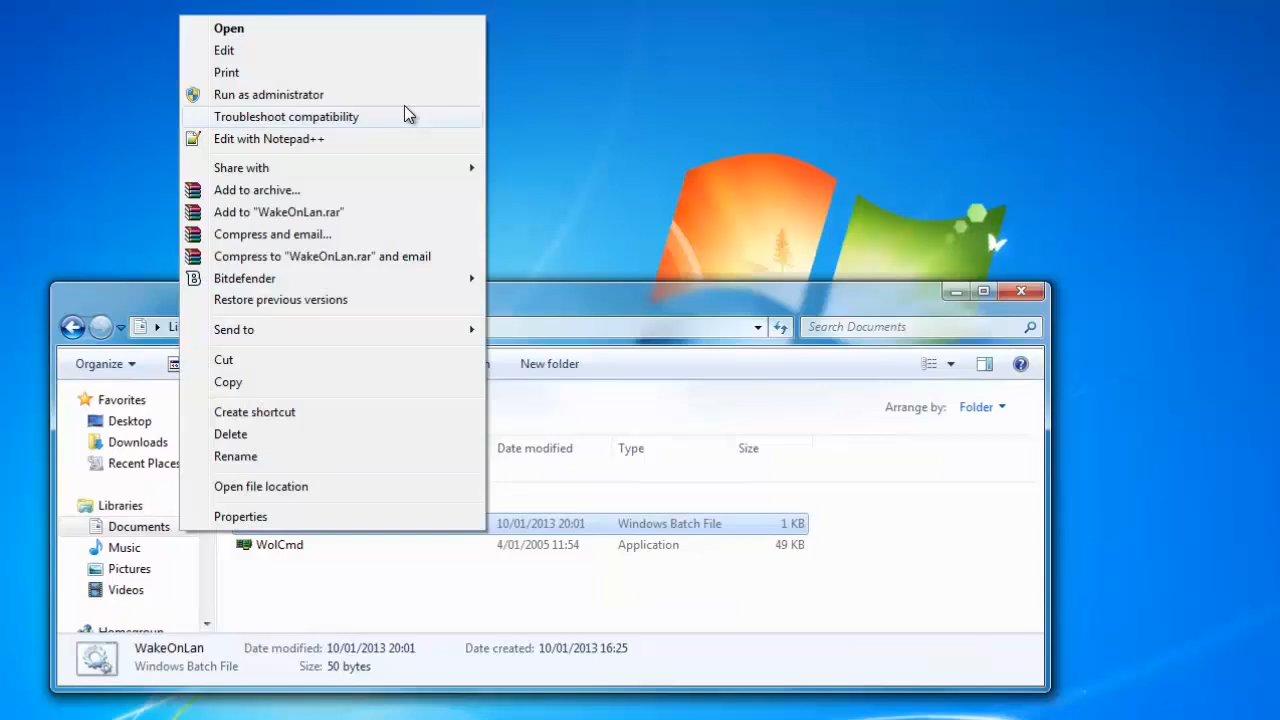 Open
Edit
Print
Run as administrator
Troubleshoot compatibility
Edit with Notepad++
Share with
Add to archive...
Add to "WakeOnLan.rar"
Compress and email...
Compress to "WakeOnLan.rar" and email
Bitdefender
Restore previous versions
Send to
Cut
Copy
Create shortcut
Delete
Rename
Open file location
Properties
Search Documents
Organize
New folder
Favorites
Desktop
Downloads
Recent Places
Libraries
Documents
Music
Pictures
Videos
Homegroup
Arrange by: Folder
Date modified Type Size
10/01/2013 20:01 Windows Batch File 1 KB
WolCmd 4/01/2005 11:54 Application 49 KB
WakeOnLan Date modified: 10/01/2013 20:01 Date created: 10/01/2013 16:25
Windows Batch File Size: 50 bytes